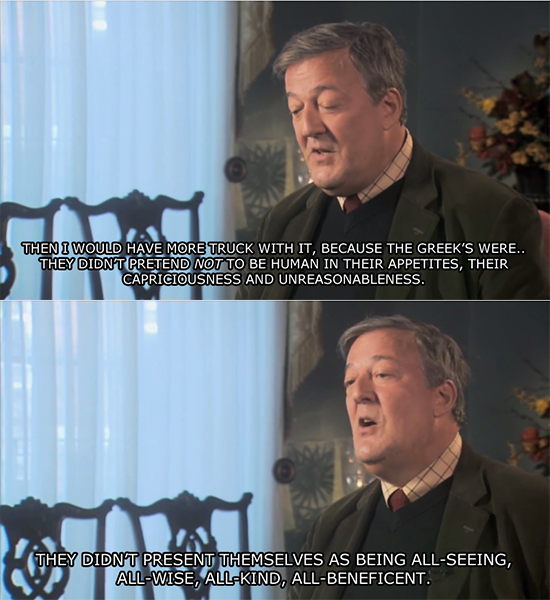 THEN I WOULD HAVE MORE TRUCK WITH IT, BECAUSE THE GREEK'S WERE..
THEY DIDN'T PRETEND NOT TO BE HUMAN IN THEIR APPETITES, THEIR
CAPRICIOUSNESS AND UNREASONABLENESS.
THEY DIDN'T PRESENT THEMSELVES AS BEING ALL-SEEING,
ALL-WISE, ALL-KIND, ALL-BENEFICENT.